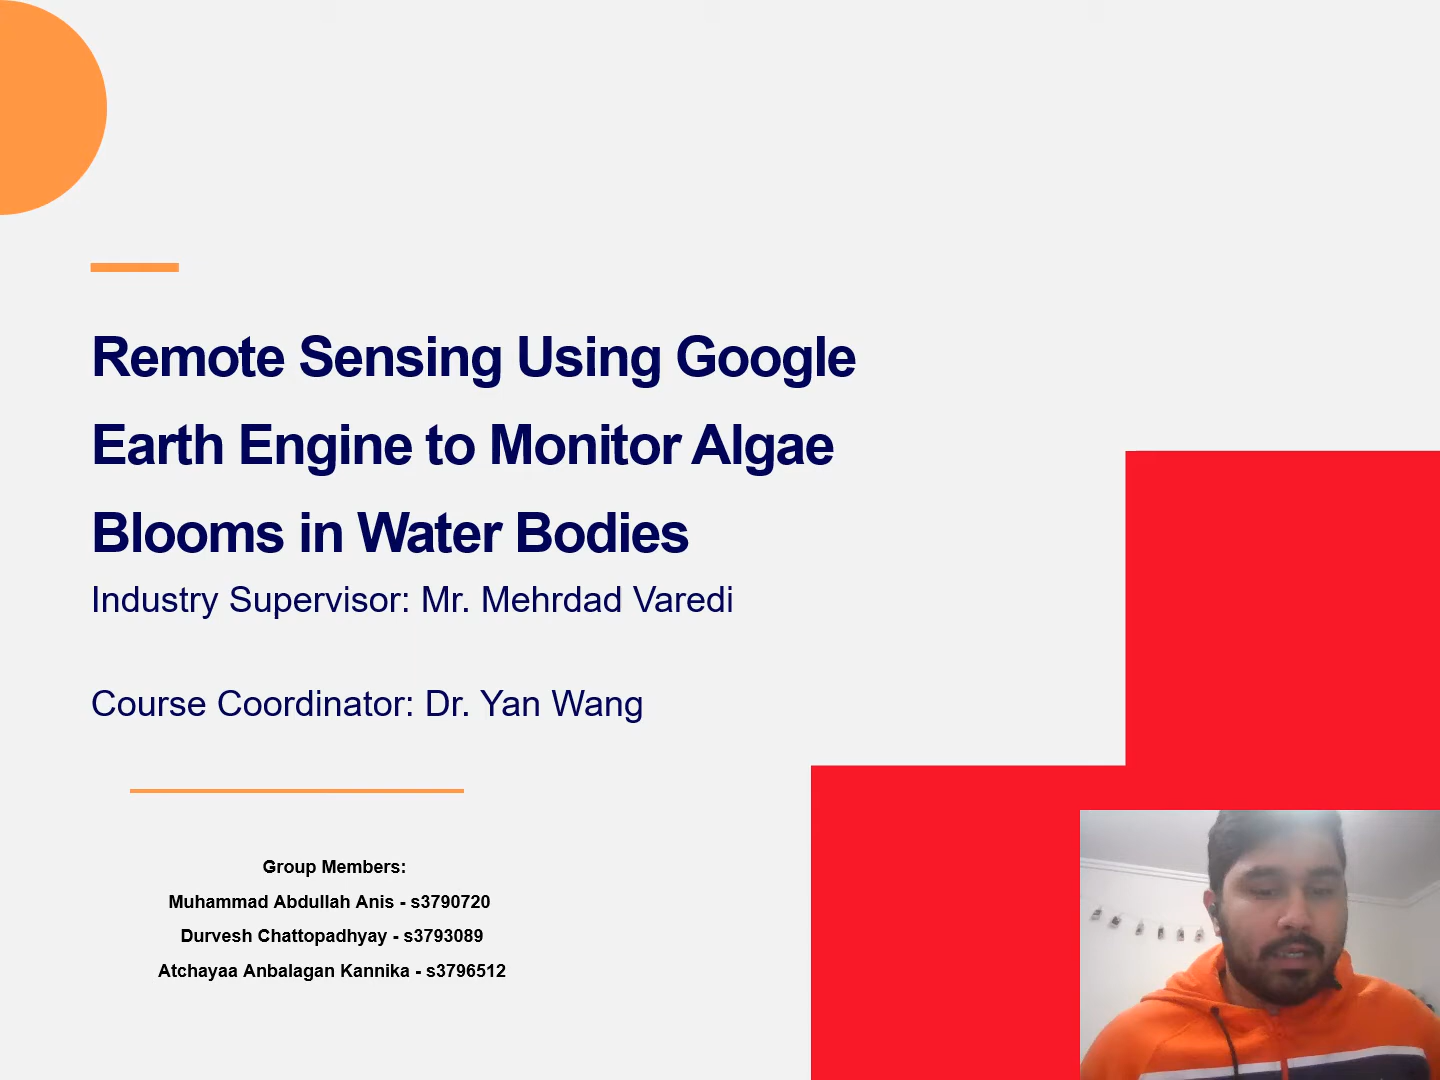 Remote Sensing Using Google
Earth Engine to Monitor Algae
Blooms in Water Bodies
Industry Supervisor: Mr. Mehrdad Varedi
Course Coordinator: Dr. Yan Wang
Group Members:
Muhammad Abdullah Anis - s3790720
Durvesh Chattopadhyay - s3793089
Atchayaa Anbalagan Kannika - s3796512